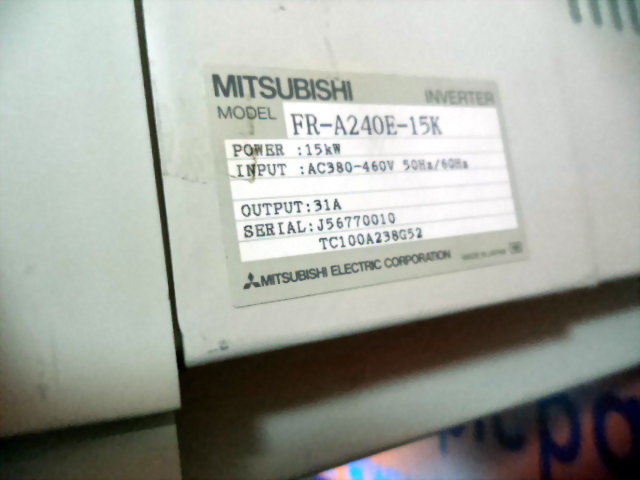 MITSUBISHI INVERTER
MODEL FR-A240E-15K
POWER :15kW
INPUT :AC380-460V 50Hz/60Hz
OUTPUT:31A
SERIAL:J56770010
TC100A238G52
MITSUBISHI ELECTRIC CORPORATION MADE IN JAPAN